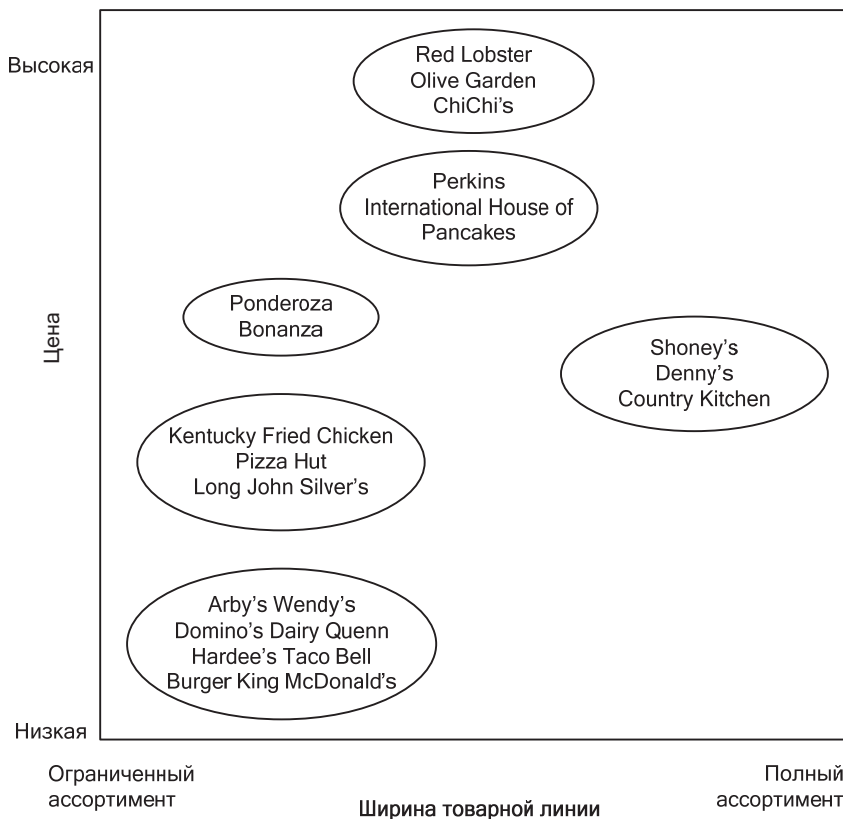 Высокая
Red Lobster
Olive Garden
ChiChi's
Perkins
International House of
Pancakes
Ponderoza
Bonanza
Цена
Shoney's
Denny's
Country Kitchen
Kentucky Fried Chicken
Pizza Hut
Long John Silver's
Arby's Wendy's
Domino's Dairy Quenn
Hardee's Taco Bell
Burger King McDonald's
Низкая
Ограниченный
ассортимент
Ширина товарной линии
Полный
ассортимент